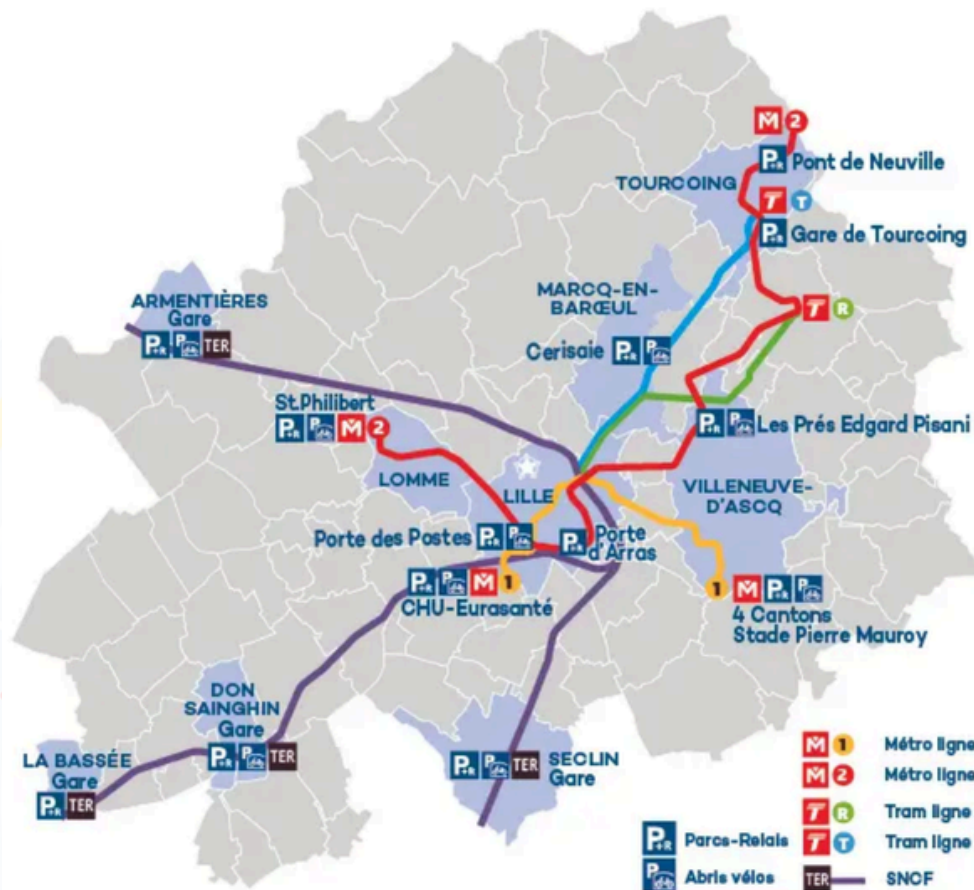 M 2
P+R Pont de Neuville
TOURCOING
T T
P+R Gare de Tourcoing
MARCQ-EN-
BARŒUL
T R
Cerisaie P+R P
ARMENTIÈRES
Gare
P+R P TER
St.Philibert
P+R P M 2
P+R P Les Prés Edgard Pisani
LOMME
LILLE
VILLENEUVE-
D'ASCQ
Porte des Postes P+R P
P+R Porte
d'Arras
P+R P M 1
CHU-Eurasanté
1 M P+R P
4 Cantons
Stade Pierre Mauroy
DON
SAINGHIN
Gare
P+R P TER
LA BASSÉE
Gare
P+R TER
P+R P TER SECLIN
Gare
M 1 Métro ligne
M 2 Métro ligne
T R Tram ligne
P+R Parcs-Relais
T T Tram ligne
P Abris vélos
TER SNCF